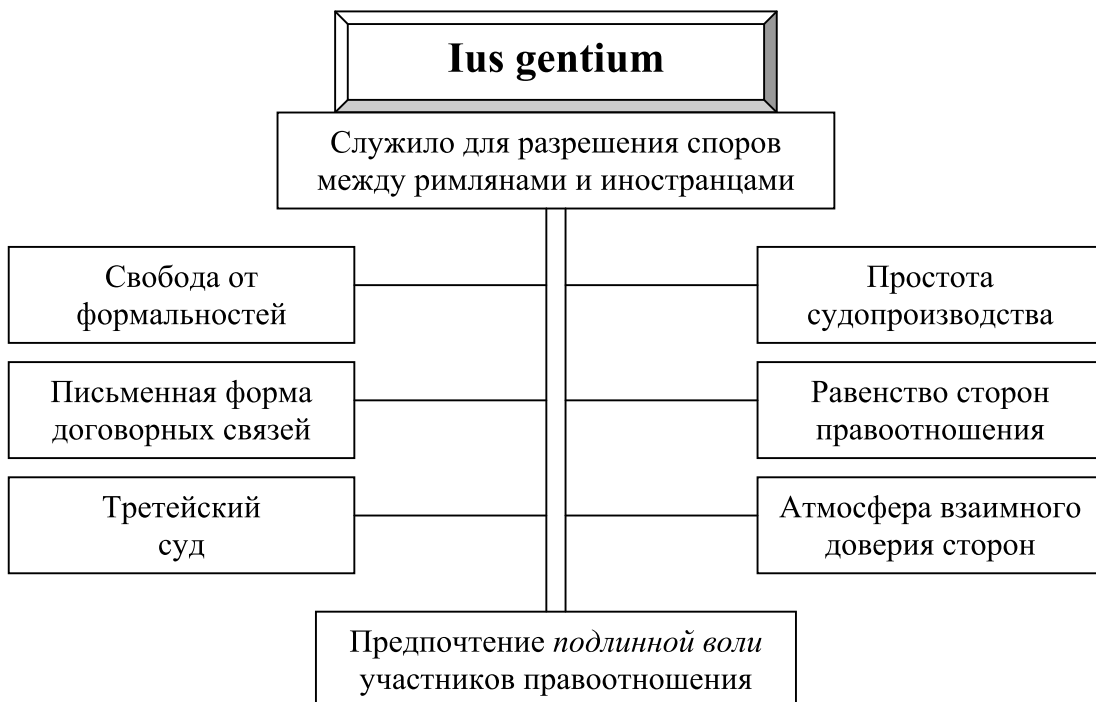 Ius gentium
Служило для разрешения споров
между римлянами и иностранцами
Свобода от
формальностей
Простота
судопроизводства
Письменная форма
договорных связей
Равенство сторон
правоотношения
Третейский
суд
Атмосфера взаимного
доверия сторон
Предпочтение подлинной воли
участников правоотношения